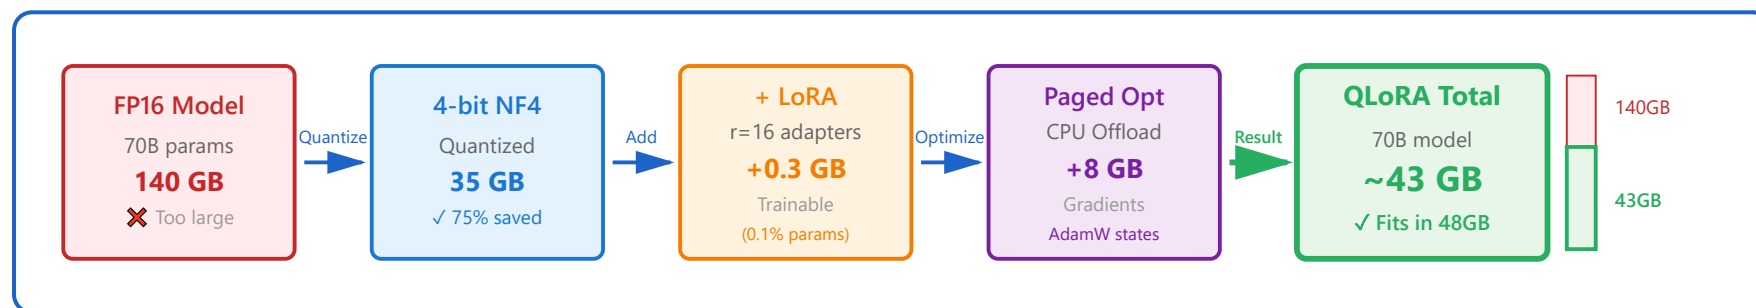 FP16 Model
70B params
140 GB
❌ Too large
Quantize
4-bit NF4
Quantized
35 GB
✓ 75% saved
Add
+ LoRA
r=16 adapters
+0.3 GB
Trainable
(0.1% params)
Optimize
Paged Opt
CPU Offload
+8 GB
Gradients
AdamW states
Result
QLoRA Total
70B model
~43 GB
✓ Fits in 48GB
140GB
43GB